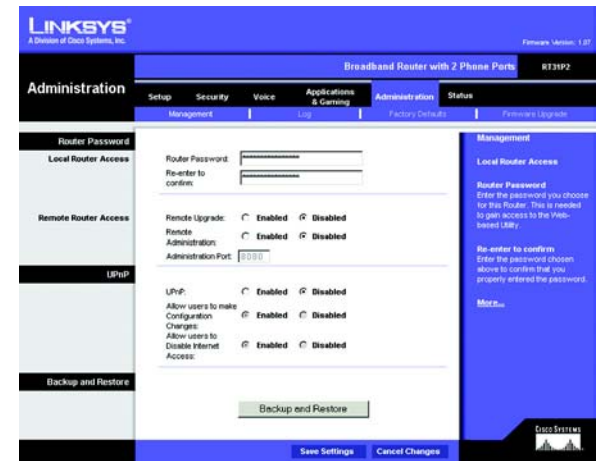 LINKSYS®
A Division of Cisco Systems, Inc.
Firmware Version: 1.07
Broadband Router with 2 Phone Ports RT31P2
Administration
Setup Security Voice Applications & Gaming Administration Status
Management Log Factory Defaults Firmware Upgrade
Router Password
Local Router Access
Router Password:
Re-enter to
confirm:
Remote Router Access
Remote Upgrade: Enabled Disabled
Remote
Administration: Enabled Disabled
Administration Port:
UPnP
UPnP: Enabled Disabled
Allow users to make
Configuration
Changes: Enabled Disabled
Allow users to
Disable Internet
Access: Enabled Disabled
Backup and Restore
Backup and Restore
Save Settings Cancel Changes
Management
Local Router Access
Router Password
Enter the password you choose
for this Router. This is needed
to gain access to the Web-
based Utility.
Re-enter to confirm
Enter the password chosen
above to confirm that you
properly entered the password.
More...
CISCO SYSTEMS